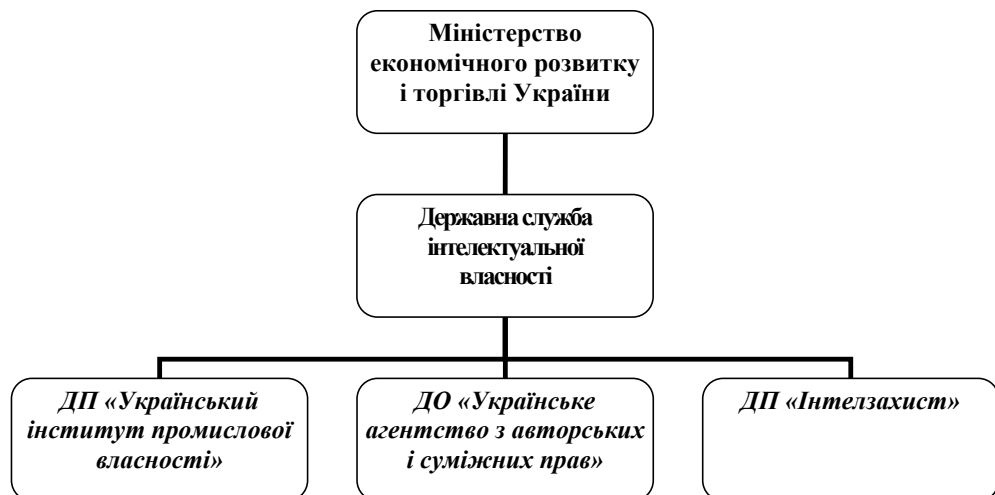 Міністерство
економічного розвитку
і торгівлі України
Державна служба
інтелектуальної
власності
ДП «Український
інститут промислової
власності»
ДО «Українське
агентство з авторських
і суміжних прав»
ДП «Інтелзахист»